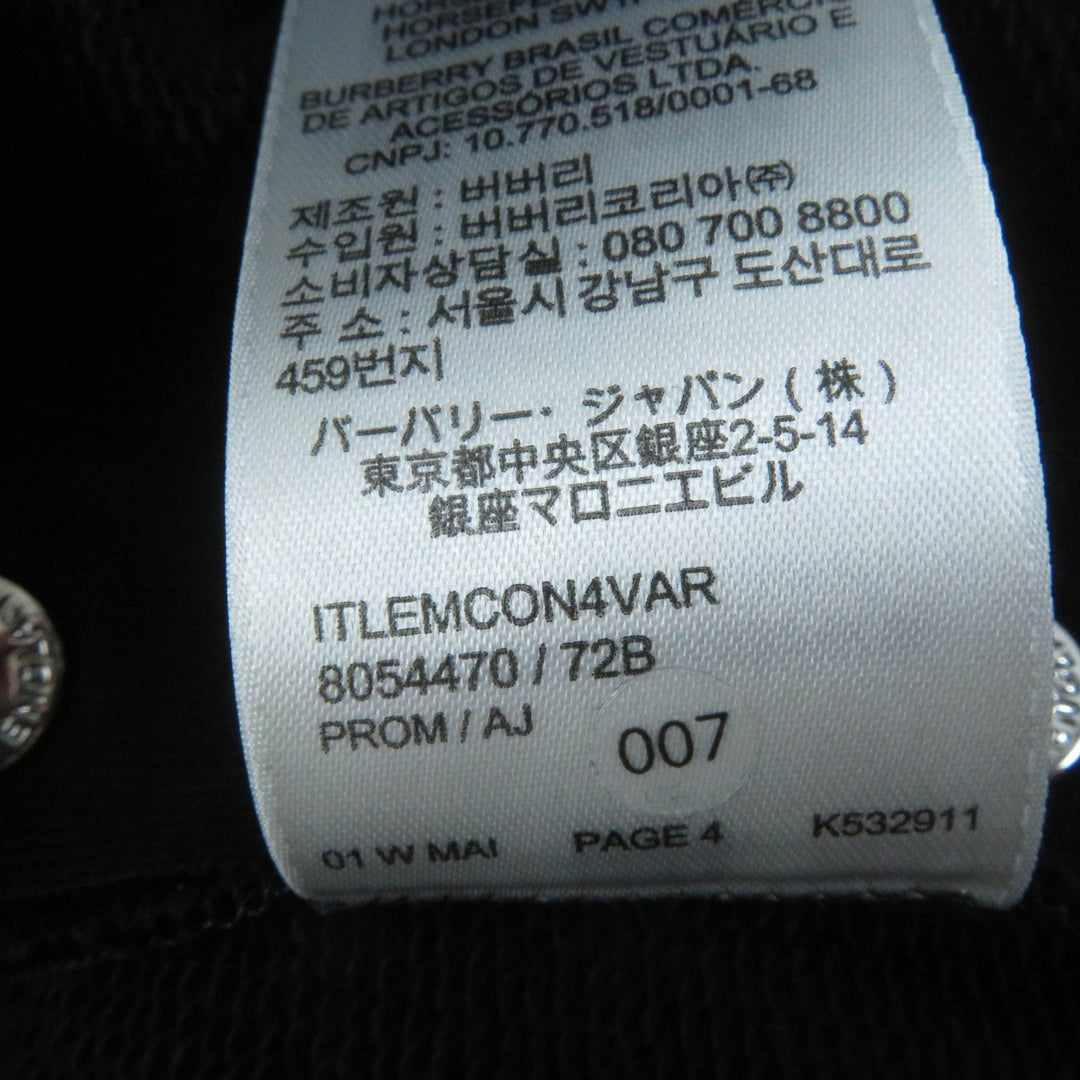 LONDON
BURBERRY BRASIL COMÉRCIO
DE ARTIGOS DE VESTUÁRIO E
ACESSÓRIOS LTDA.
CNPJ: 10.770.518/0001-68
제조원 : 버버리
수입원 : 버버리코리아㈜
소비자상담실 : 080 700 8800
주 소 : 서울시 강남구 도산대로
459번지
バーバリー・ジャパン ( 株 )
東京都中央区銀座2-5-14
銀座マロニエビル
ITLEMCON4VAR
8054470 / 72B
PROM / AJ
007
01 W MAI PAGE 4 K532911